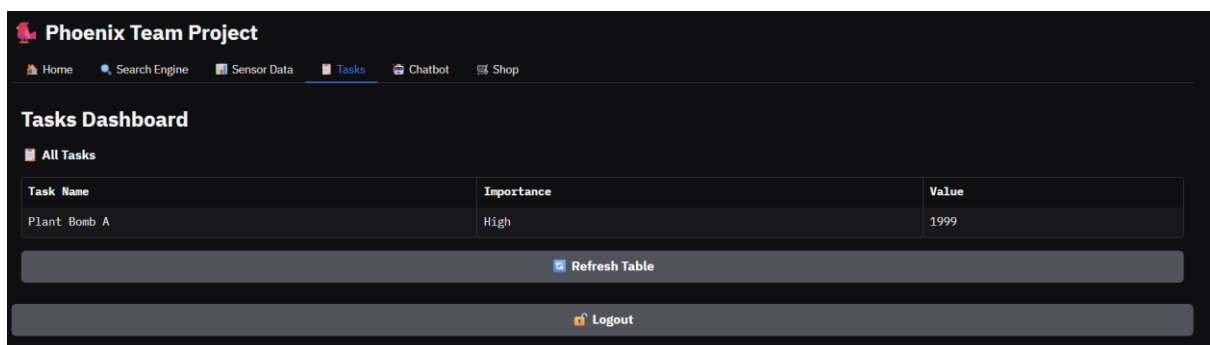 Phoenix Team Project
Home Search Engine Sensor Data Tasks Chatbot Shop
Tasks Dashboard
All Tasks
Task Name Importance Value
Plant Bomb A High 1999
Refresh Table
Logout